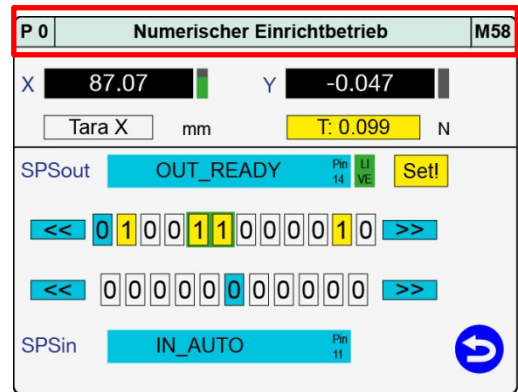 P 0 Numerischer Einrichtbetrieb M58
X 87.07 Y -0.047
Tara X mm T: 0.099 N
SPSout OUT_READY Pin 14 LI VE Set!
<< 0 1 0 0 1 1 0 0 0 0 1 0 >>
<< 0 0 0 0 0 0 0 0 0 0 0 0 >>
SPSin IN_AUTO Pin 11